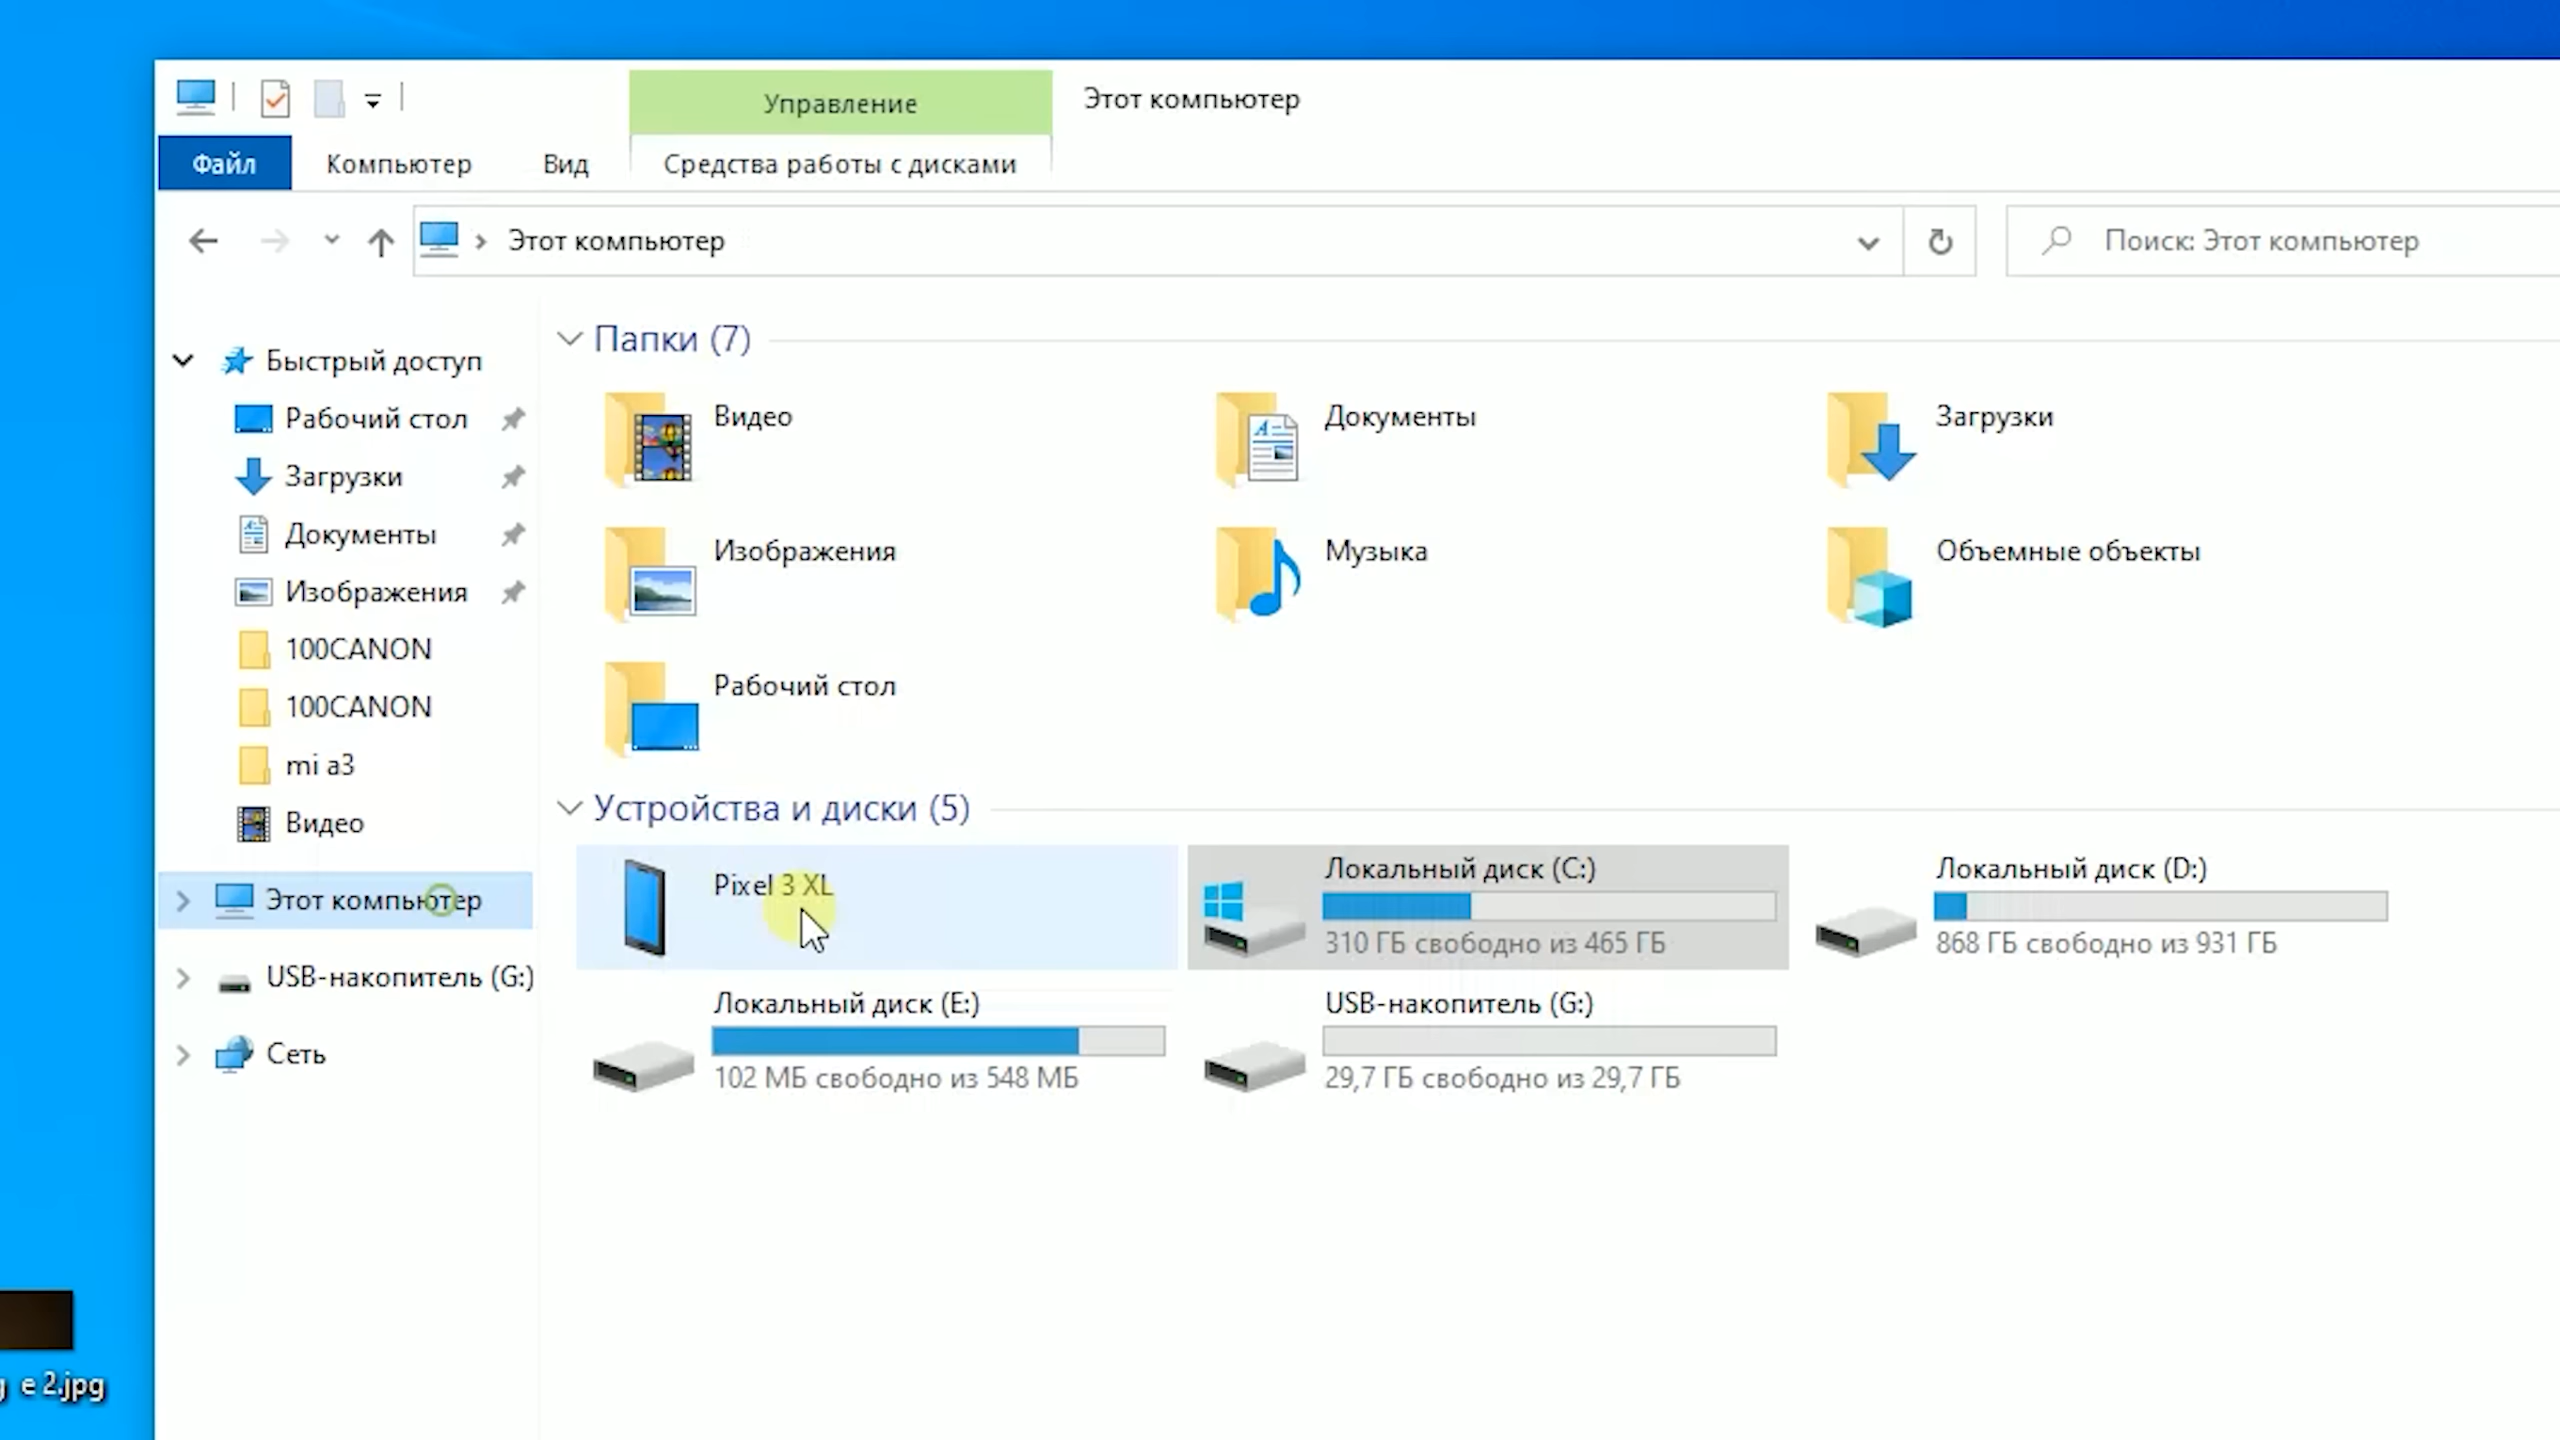 Управление
Этот компьютер
Файл
Компьютер
Вид
Средства работы с дисками
Этот компьютер
Поиск: Этот компьютер
Быстрый доступ
Рабочий стол
Загрузки
Документы
Изображения
100CANON
100CANON
mi a3
Видео
Этот компьютер
USB-накопитель (G:)
Сеть
Папки (7)
Видео
Документы
Загрузки
Изображения
Музыка
Объемные объекты
Рабочий стол
Устройства и диски (5)
Pixel 3 XL
Локальный диск (C:)
310 ГБ свободно из 465 ГБ
Локальный диск (D:)
868 ГБ свободно из 931 ГБ
Локальный диск (E:)
102 МБ свободно из 548 МБ
USB-накопитель (G:)
29,7 ГБ свободно из 29,7 ГБ
e 2.jpg